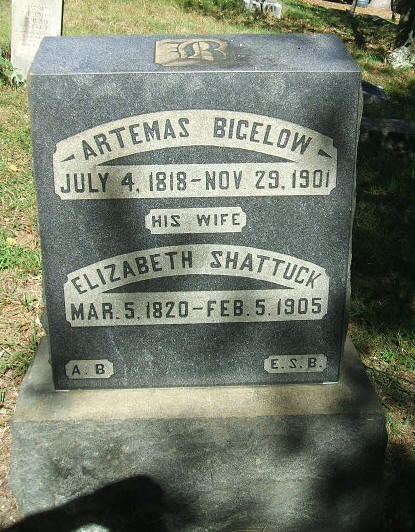 B
ARTEMAS BIGELOW
JULY 4, 1818-NOV 29, 1901
HIS WIFE
ELIZABETH SHATTUCK
MAR. 5, 1820-FEB. 5, 1905
A. B
E. S. B.